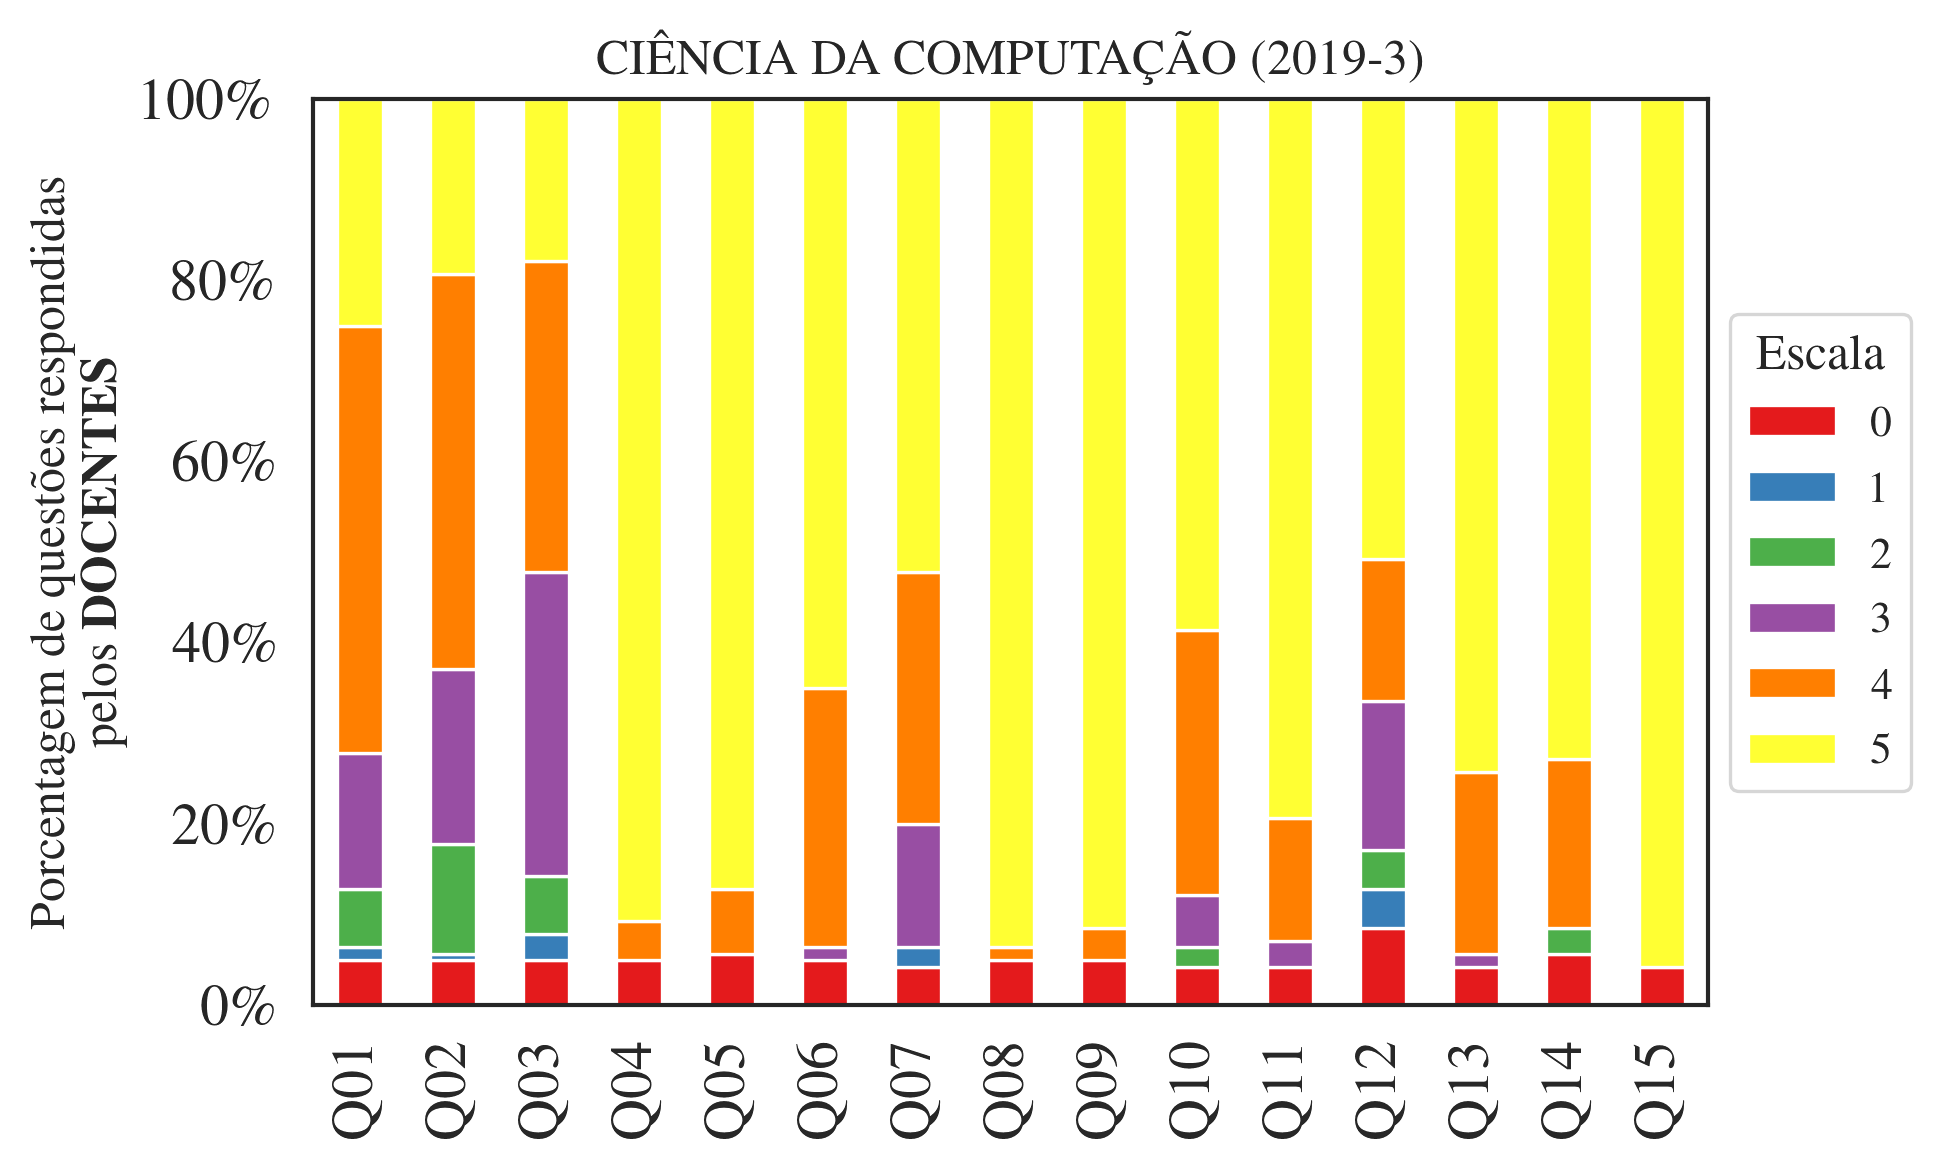 CIÊNCIA DA COMPUTAÇÃO (2019-3)
Porcentagem de questões respondidas
pelos DOCENTES
100%
80%
60%
40%
20%
0%
Q01
Q02
Q03
Q04
Q05
Q06
Q07
Q08
Q09
Q10
Q11
Q12
Q13
Q14
Q15
Escala
0
1
2
3
4
5